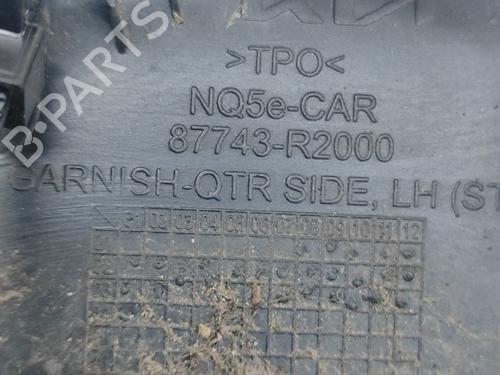 >TPO<
NQ5e-CAR
87743-R2000
GARNISH-QTR SIDE, LH (ST
01 02 03 04 05 06 07 08 09 10 11 12
B-PARTS